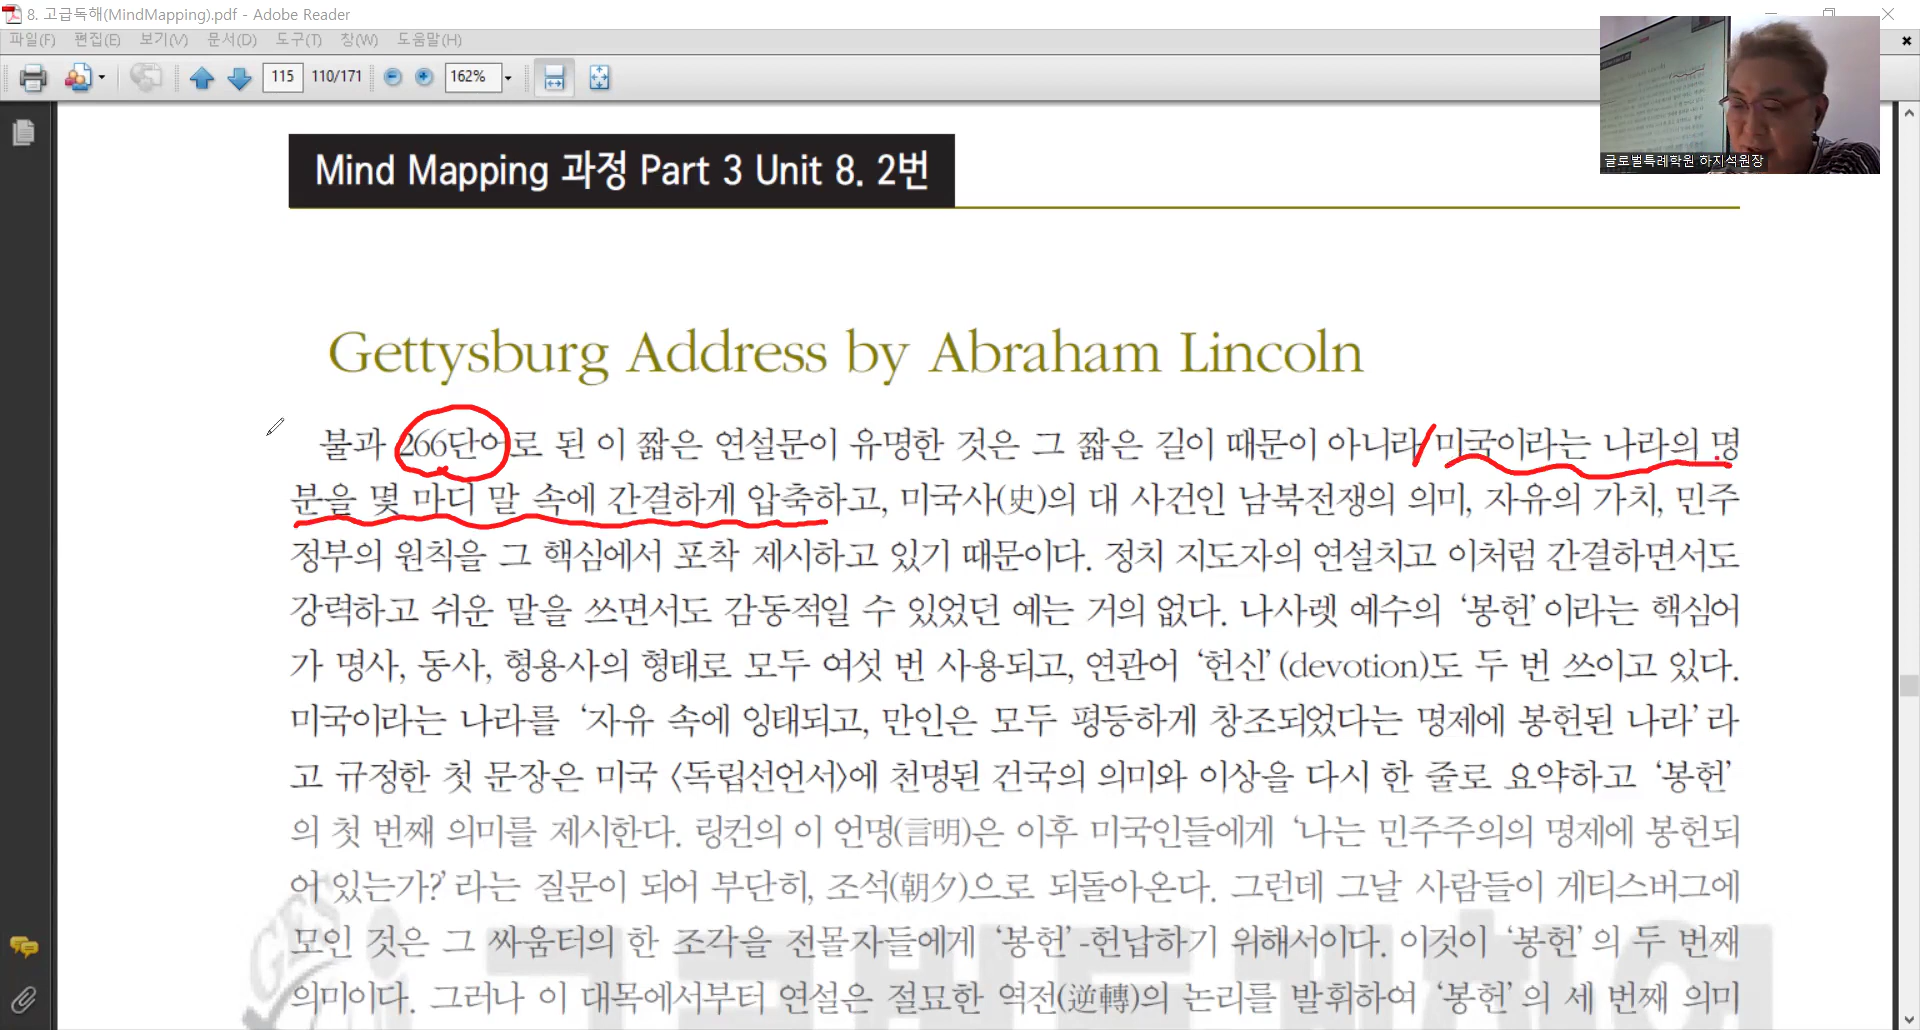 8. 고급독해(MindMapping).pdf - Adobe Reader
파일(F) 편집(E) 보기(V) 문서(D) 도구(T) 창(W) 도움말(H)
115 110/171 162%
글로벌특례학원 하지석원장
Mind Mapping 과정 Part 3 Unit 8. 2번
Gettysburg Address by Abraham Lincoln
불과 266단어로 된 이 짧은 연설문이 유명한 것은 그 짧은 길이 때문이 아니라 미국이라는 나라의 명
분을 몇 마디 말 속에 간결하게 압축하고, 미국사(史)의 대 사건인 남북전쟁의 의미, 자유의 가치, 민주
정부의 원칙을 그 핵심에서 포착 제시하고 있기 때문이다. 정치 지도자의 연설치고 이처럼 간결하면서도
강력하고 쉬운 말을 쓰면서도 감동적일 수 있었던 예는 거의 없다. 나사렛 예수의 ‘봉헌’이라는 핵심어
가 명사, 동사, 형용사의 형태로 모두 여섯 번 사용되고, 연관어 ‘헌신’(devotion)도 두 번 쓰이고 있다.
미국이라는 나라를 ‘자유 속에 잉태되고, 만인은 모두 평등하게 창조되었다는 명제에 봉헌된 나라’라
고 규정한 첫 문장은 미국 〈독립선언서〉에 천명된 건국의 의미와 이상을 다시 한 줄로 요약하고 ‘봉헌’
의 첫 번째 의미를 제시한다. 링컨의 이 언명(言明)은 이후 미국인들에게 ‘나는 민주주의의 명제에 봉헌되
어 있는가?’라는 질문이 되어 부단히, 조석(朝夕)으로 되돌아온다. 그런데 그날 사람들이 게티스버그에
모인 것은 그 싸움터의 한 조각을 전몰자들에게 ‘봉헌’-헌납하기 위해서이다. 이것이 ‘봉헌’의 두 번째
의미이다. 그러나 이 대목에서부터 연설은 절묘한 역전(逆轉)의 논리를 발휘하여 ‘봉헌’의 세 번째 의미